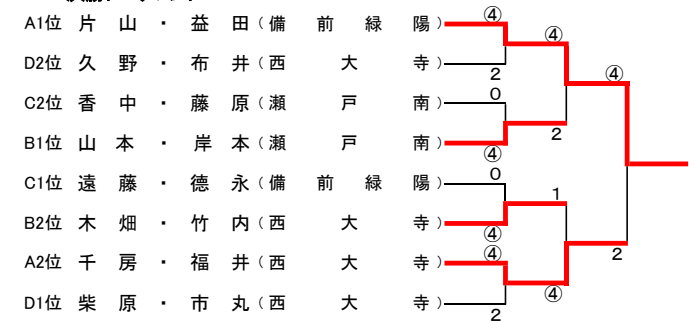 A1位 片 山 ・ 益 田 (備 前 緑 陽) ④
④
④
④
D2位 久 野 ・ 布 井 (西 大 寺) 2
C2位 香 中 ・ 藤 原 (瀬 戸 南) 0
2
B1位 山 本 ・ 岸 本 (瀬 戸 南) ④
C1位 遠 藤 ・ 德 永 (備 前 緑 陽) 0
1
B2位 木 畑 ・ 竹 内 (西 大 寺) ④
A2位 千 房 ・ 福 井 (西 大 寺) ④
2
④
D1位 柴 原 ・ 市 丸 (西 大 寺) 2